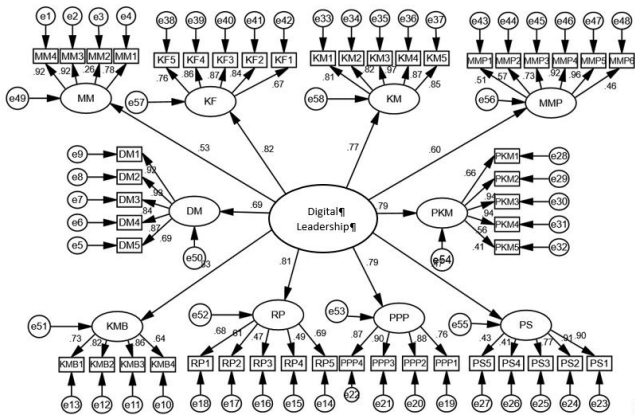 e1 e2 e3 e4
MM4 MM3 MM2 MM1
.92 .92 .26 .78
e49 MM
e38 e39 e40 e41 e42
KF5 KF4 KF3 KF2 KF1
.76 .86 .87 .84 .67
e57 KF
e33 e34 e35 e36 e37
KM1 KM2 KM3 KM4 KM5
.81 .82 .97 .87 .85
e58 KM
e43 e44 e45 e46 e47 e48
MMP1 MMP2 MMP3 MMP4 MMP5 MMP6
.51 .57 .73 .92 .96 .46
e56 MMP
.53 .82 .77 .60
e9 DM1
e8 DM2
e7 DM3
e6 DM4
e5 DM5
.92
.93
.84
.87
.69
DM
e50
.69
Digital¶
Leadership¶
.79
PKM
e54
PKM1 e28
PKM2 e29
PKM3 e30
PKM4 e31
PKM5 e32
.66
.94
.94
.56
.41
.81 .79
e51 KMB
.73 .82 .86 .64
KMB1 KMB2 KMB3 KMB4
e13 e12 e11 e10
e52 RP
.68 .61 .47 .49 .69
RP1 RP2 RP3 RP4 RP5
e18 e17 e16 e15 e14
e53 PPP
.87 .90 .88 .76
PPP4 PPP3 PPP2 PPP1
e22 e21 e20 e19
e55 PS
.43 .41 .77 .91 .90
PS5 PS4 PS3 PS2 PS1
e27 e26 e25 e24 e23